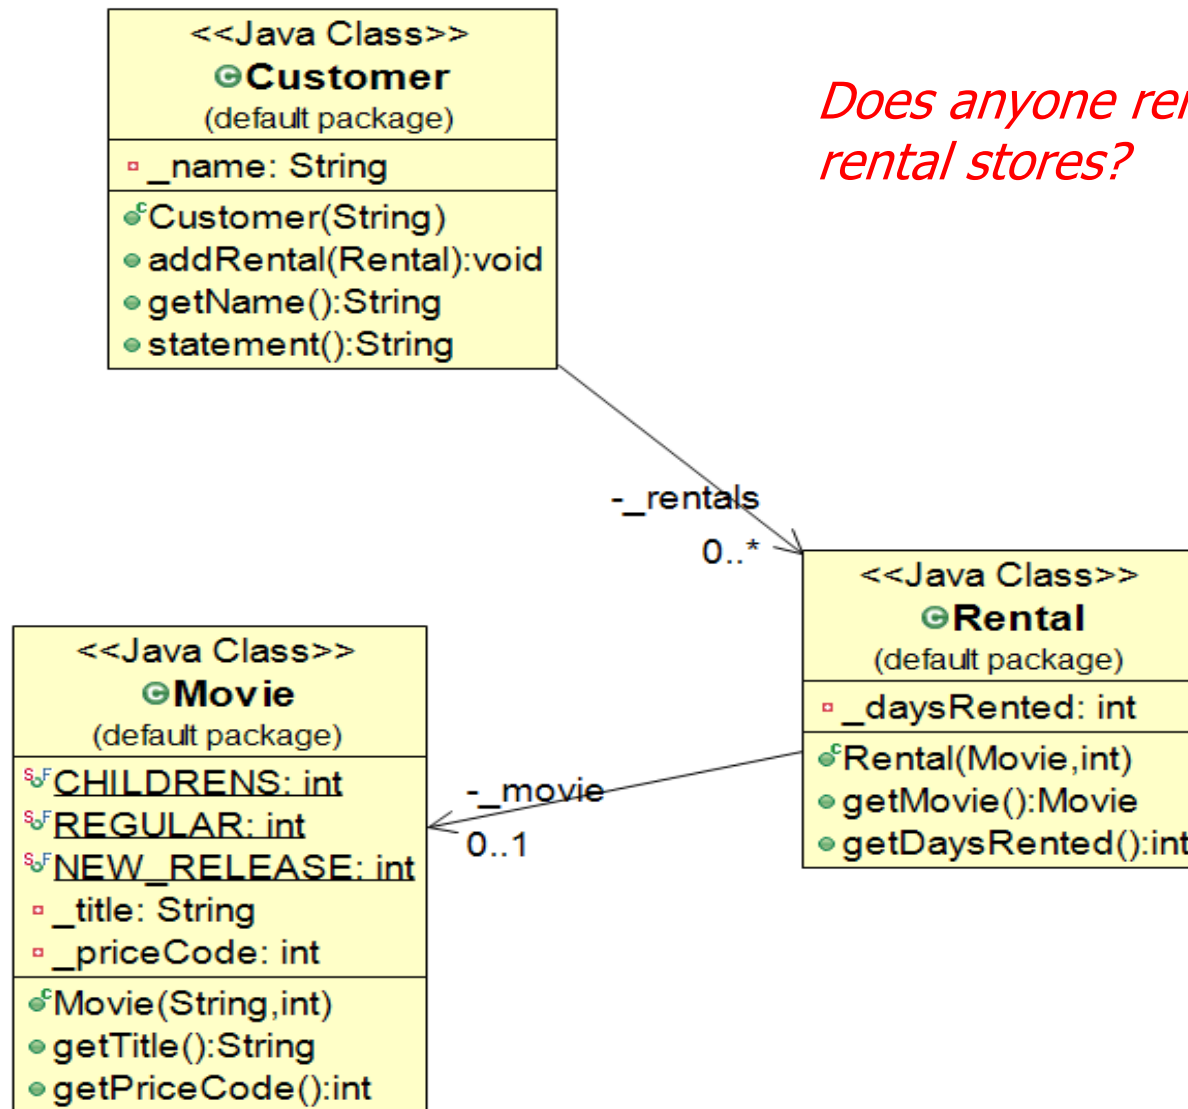 <<Java Class>>
Customer
(default package)
_name: String
Customer(String)
addRental(Rental):void
getName():String
statement():String
Does anyone
rental stores?
-_rentals
0..*
<<Java Class>>
Rental
(default package)
_daysRented: int
Rental(Movie,int)
getMovie():Movie
getDaysRented():int
-_movie
0..1
<<Java Class>>
Movie
(default package)
CHILDRENS: int
REGULAR: int
NEW_RELEASE: int
_title: String
_priceCode: int
Movie(String,int)
getTitle():String
getPriceCode():int